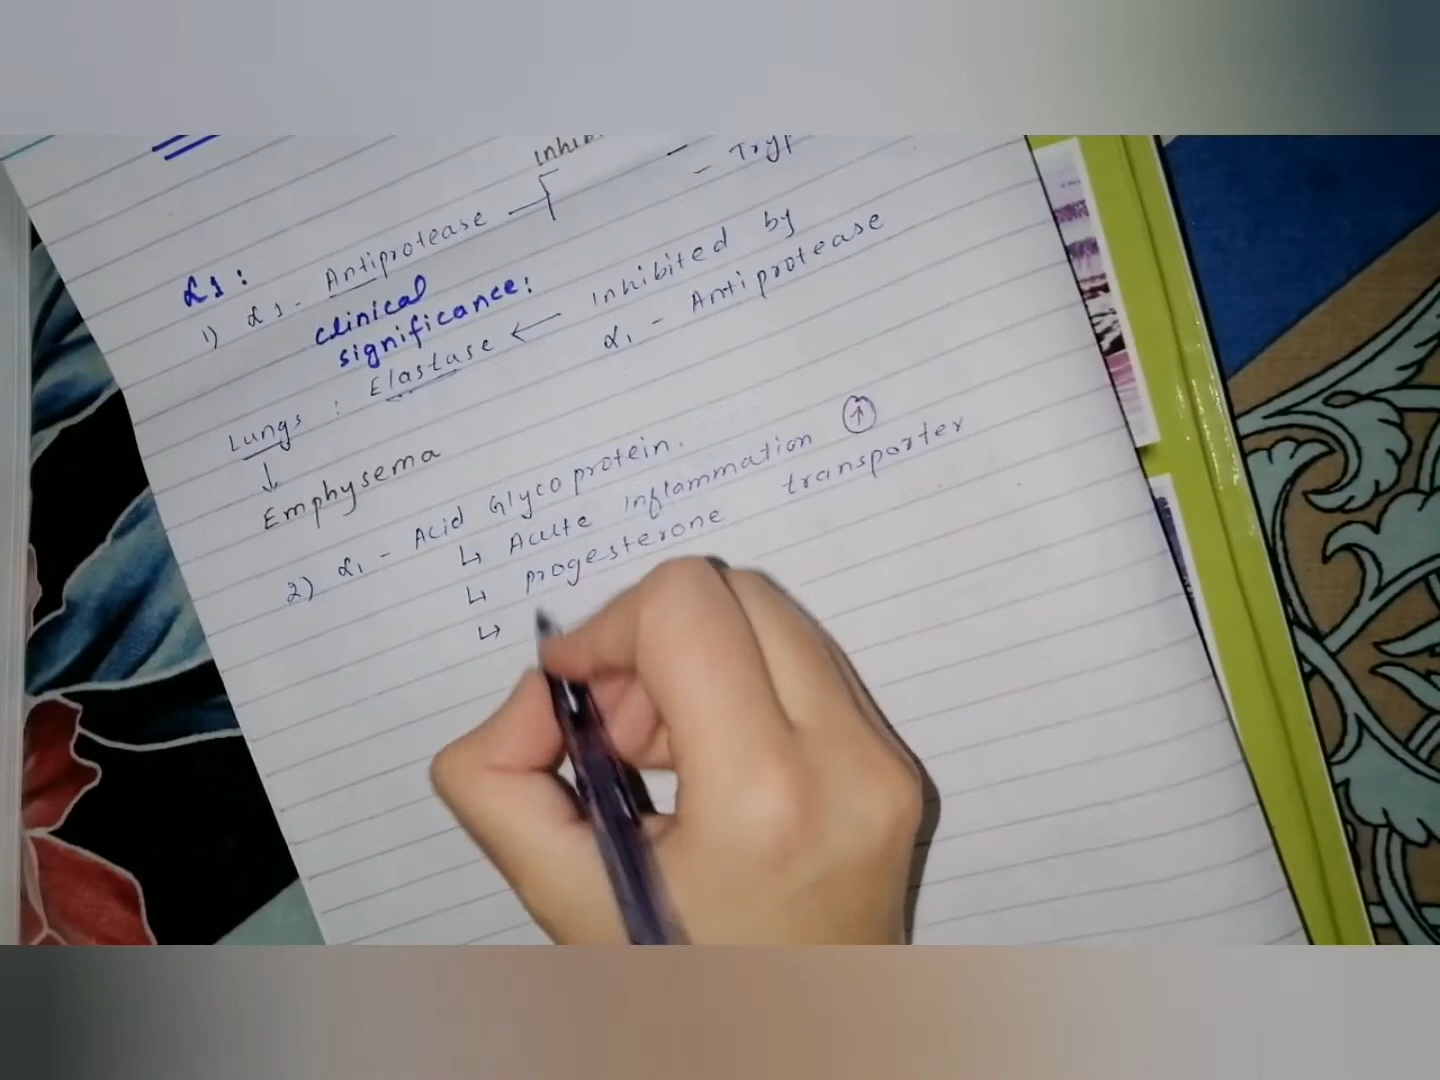 α1:
1) α1- Antiprotease
clinical
significance:
Lungs : Elastase ← Inhibited by
α1 - Antiprotease
↓
Emphysema
2) α1 - Acid Glycoprotein.
↳ Acute inflammation ↑
↳ progesterone transporter
↳